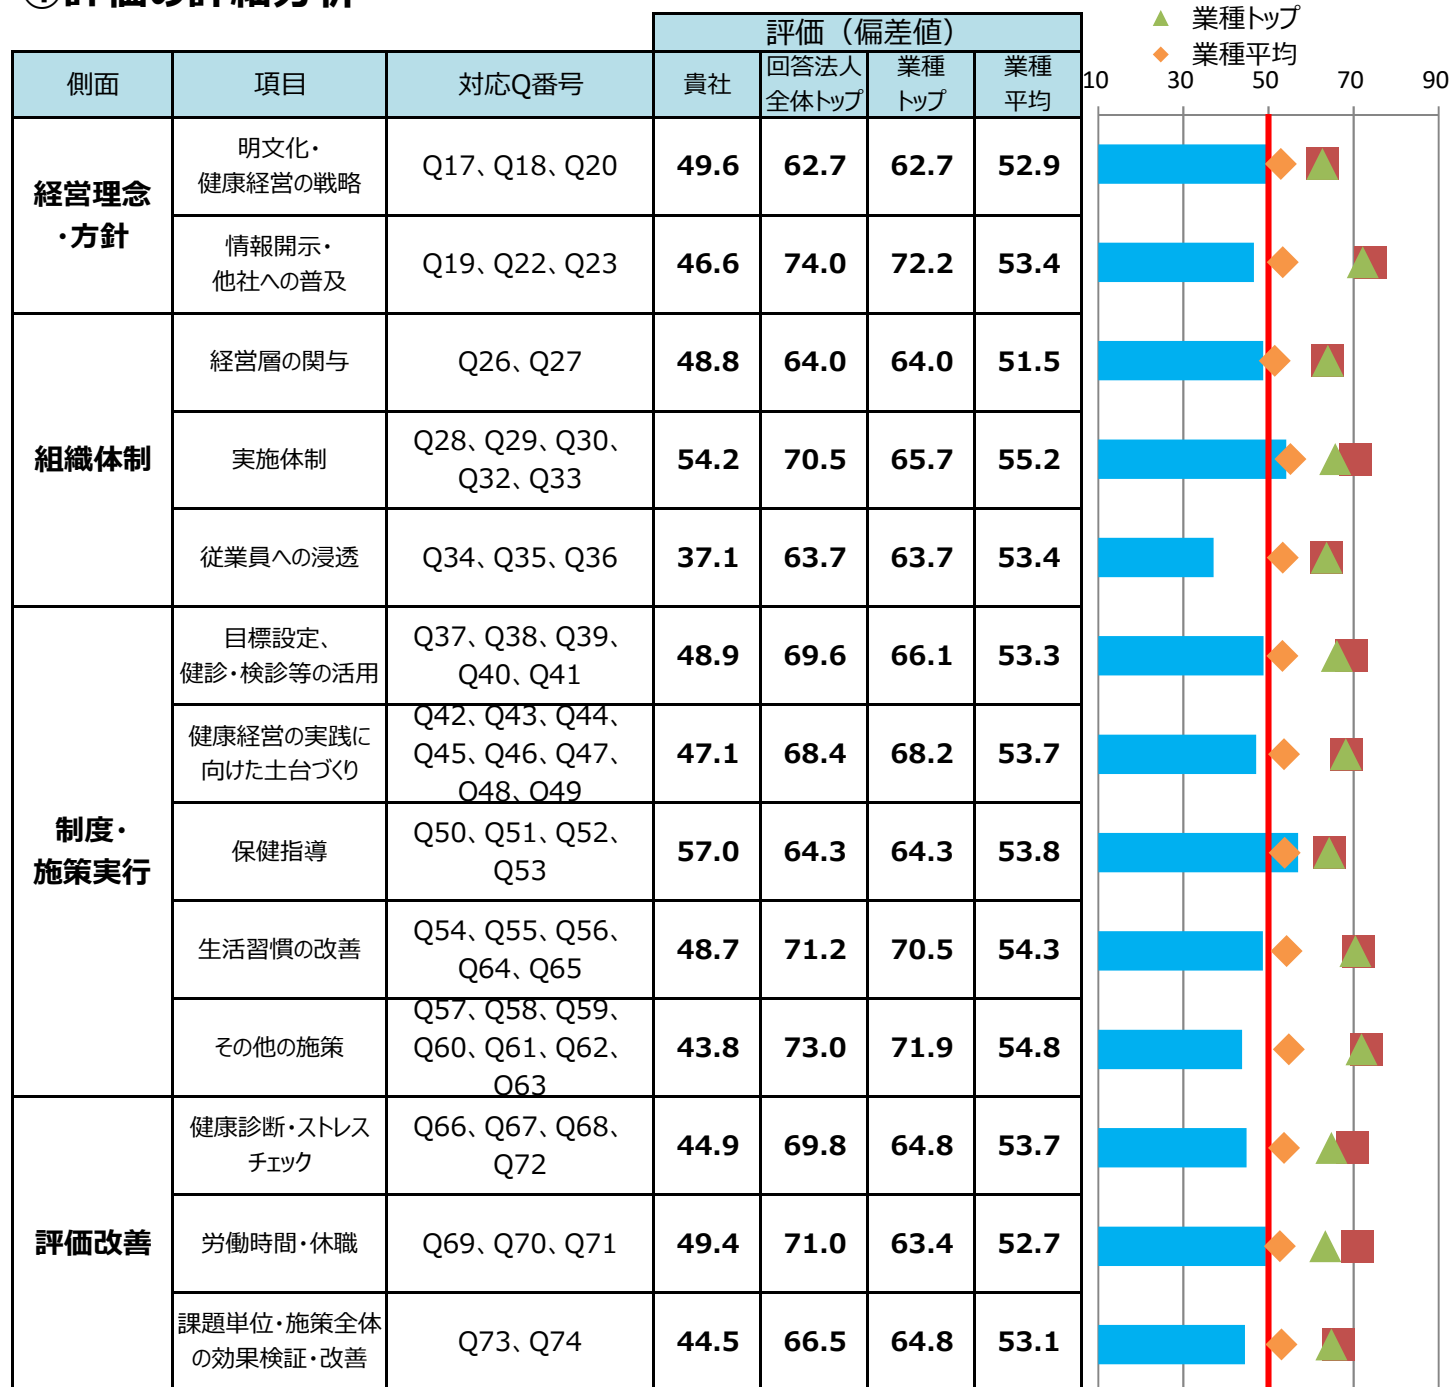 ①評価の詳細分析
▲ 業種トップ
◆ 業種平均
評価（偏差値）
側面 項目 対応Q番号 貴社 回答法人 業種 業種
全体トップ トップ 平均
10 30 50 70 90
経営理念
・方針
明文化・
健康経営の戦略
Q17、Q18、Q20 49.6 62.7 62.7 52.9
情報開示・
他社への普及
Q19、Q22、Q23 46.6 74.0 72.2 53.4
組織体制
経営層の関与 Q26、Q27 48.8 64.0 64.0 51.5
実施体制
Q28、Q29、Q30、
Q32、Q33
54.2 70.5 65.7 55.2
従業員への浸透 Q34、Q35、Q36 37.1 63.7 63.7 53.4
制度・
施策実行
目標設定、
健診・検診等の活用
Q37、Q38、Q39、
Q40、Q41
48.9 69.6 66.1 53.3
健康経営の実践に
向けた土台づくり
Q42、Q43、Q44、
Q45、Q46、Q47、
Q48、Q49
47.1 68.4 68.2 53.7
保健指導
Q50、Q51、Q52、
Q53
57.0 64.3 64.3 53.8
生活習慣の改善
Q54、Q55、Q56、
Q64、Q65
48.7 71.2 70.5 54.3
その他の施策
Q57、Q58、Q59、
Q60、Q61、Q62、
Q63
43.8 73.0 71.9 54.8
評価改善
健康診断・ストレス
チェック
Q66、Q67、Q68、
Q72
44.9 69.8 64.8 53.7
労働時間・休職 Q69、Q70、Q71 49.4 71.0 63.4 52.7
課題単位・施策全体
の効果検証・改善
Q73、Q74 44.5 66.5 64.8 53.1